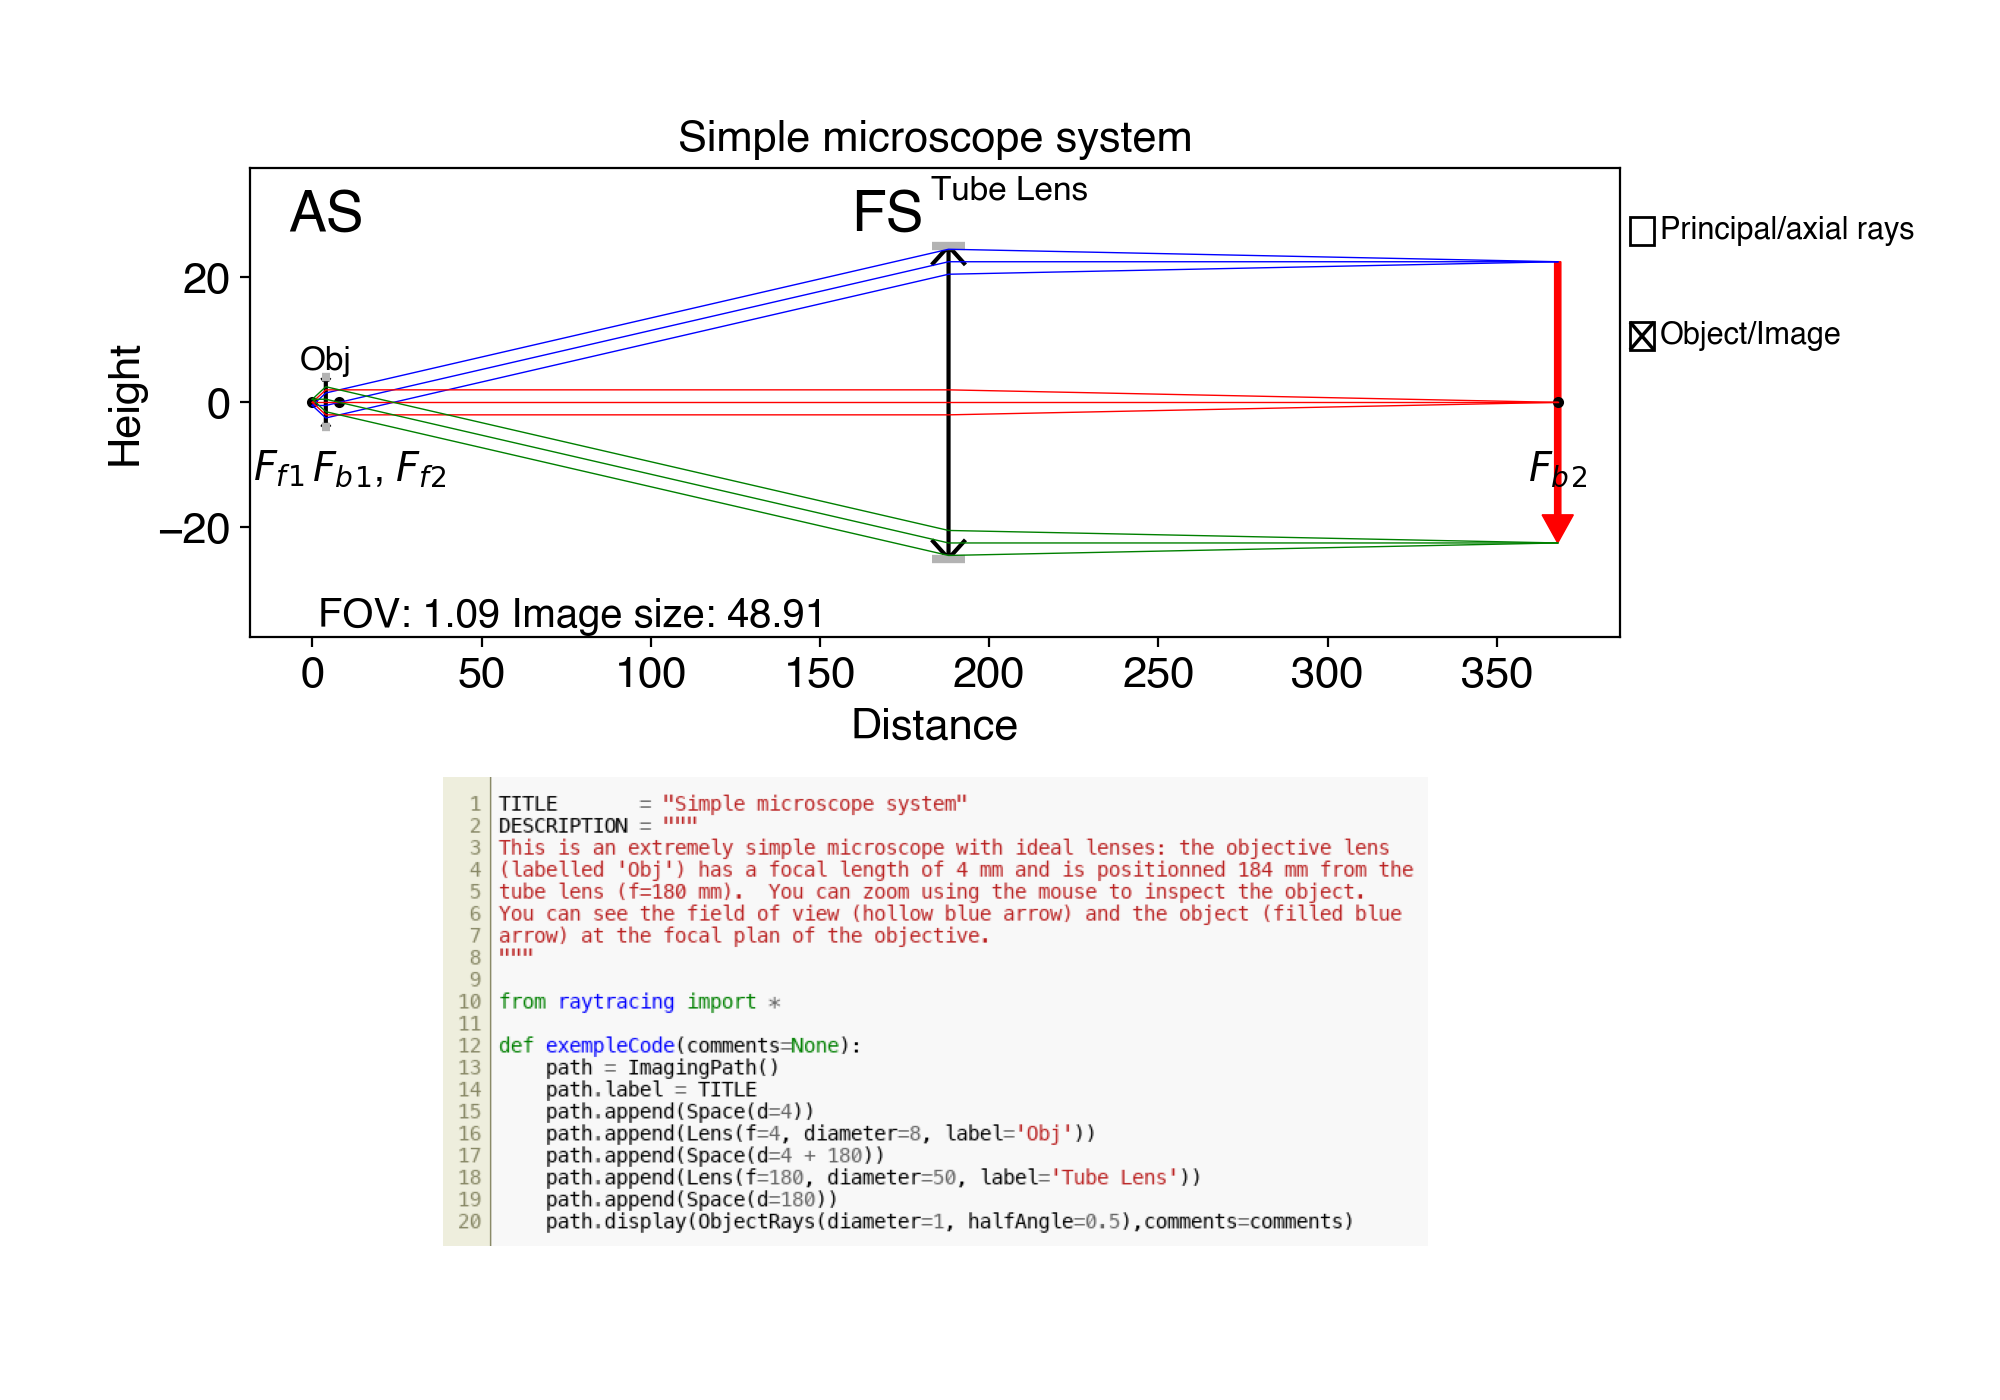 Simple microscope system
AS
FS
Tube Lens
Principal/axial rays
20
Obj
Object/Image
0
Height
Ff1 Fb1, Ff2
Fb2
−20
FOV: 1.09 Image size: 48.91
0 50 100 150 200 250 300 350
Distance
1 TITLE       = "Simple microscope system"
2 DESCRIPTION = """
3 This is an extremely simple microscope with ideal lenses: the objective lens
4 (labelled 'Obj') has a focal length of 4 mm and is positionned 184 mm from the
5 tube lens (f=180 mm).  You can zoom using the mouse to inspect the object.
6 You can see the field of view (hollow blue arrow) and the object (filled blue
7 arrow) at the focal plan of the objective.
8 """
9
10 from raytracing import *
11
12 def exempleCode(comments=None):
13     path = ImagingPath()
14     path.label = TITLE
15     path.append(Space(d=4))
16     path.append(Lens(f=4, diameter=8, label='Obj'))
17     path.append(Space(d=4 + 180))
18     path.append(Lens(f=180, diameter=50, label='Tube Lens'))
19     path.append(Space(d=180))
20     path.display(ObjectRays(diameter=1, halfAngle=0.5),comments=comments)